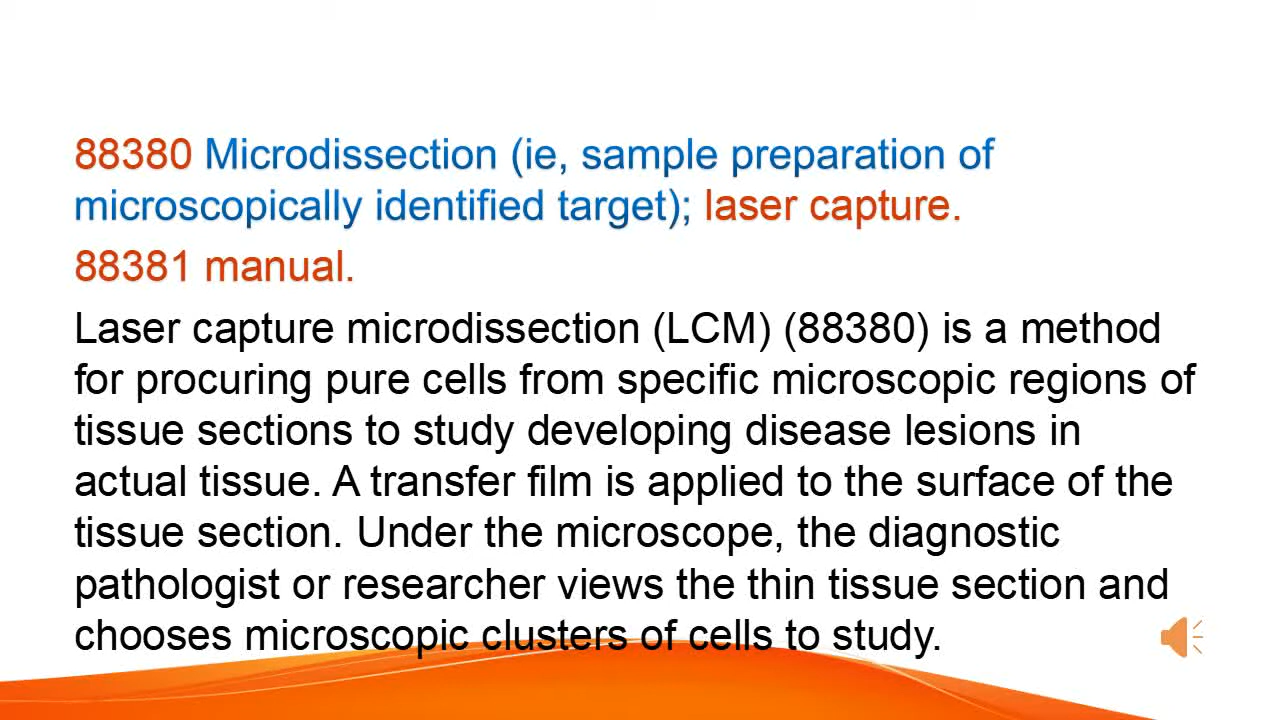 88380 Microdissection (ie, sample preparation of
microscopically identified target); laser capture.
88381 manual.
Laser capture microdissection (LCM) (88380) is a method
for procuring pure cells from specific microscopic regions of
tissue sections to study developing disease lesions in
actual tissue. A transfer film is applied to the surface of the
tissue section. Under the microscope, the diagnostic
pathologist or researcher views the thin tissue section and
chooses microscopic clusters of cells to study.